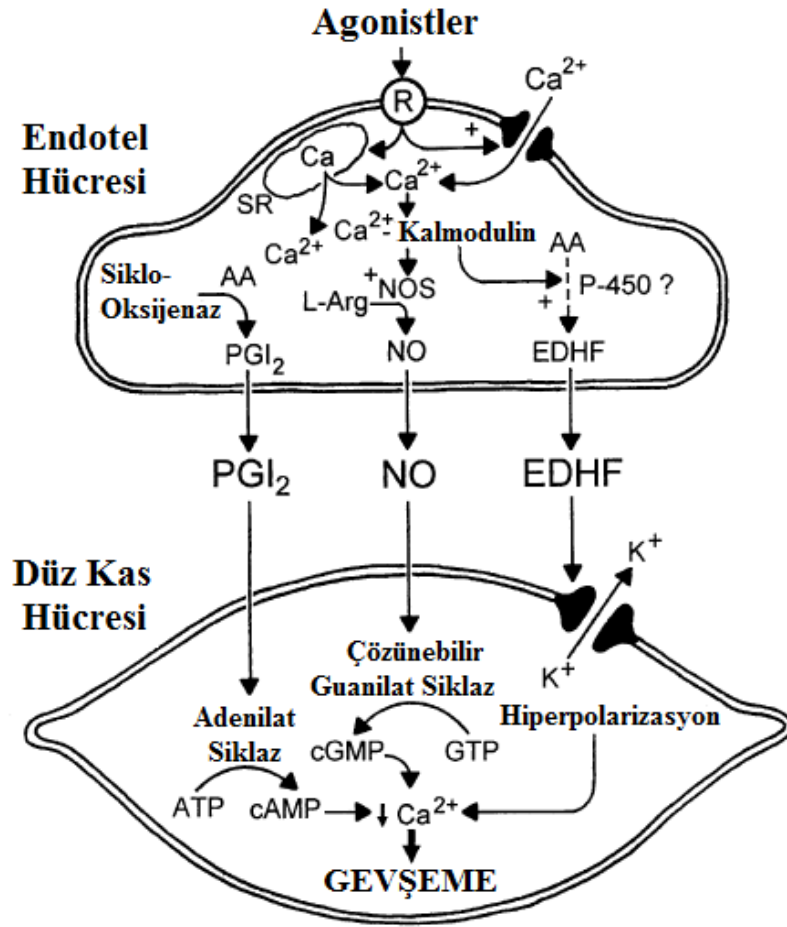 Agonistler
R
Ca2+
+
Endotel
Hücresi
Ca
SR
Ca2+
Ca2+
Ca2+- Kalmodulin
AA
P-450 ?
+
Siklo-
Oksijenaz
AA
+NOS
L-Arg
PGI2
NO
EDHF
PGI2
NO
EDHF
Düz Kas
Hücresi
K+
K+
Çözünebilir
Guanilat Siklaz
Hiperpolarizasyon
Adenilat
Siklaz
cGMP
GTP
ATP
cAMP
Ca2+
GEVŞEME